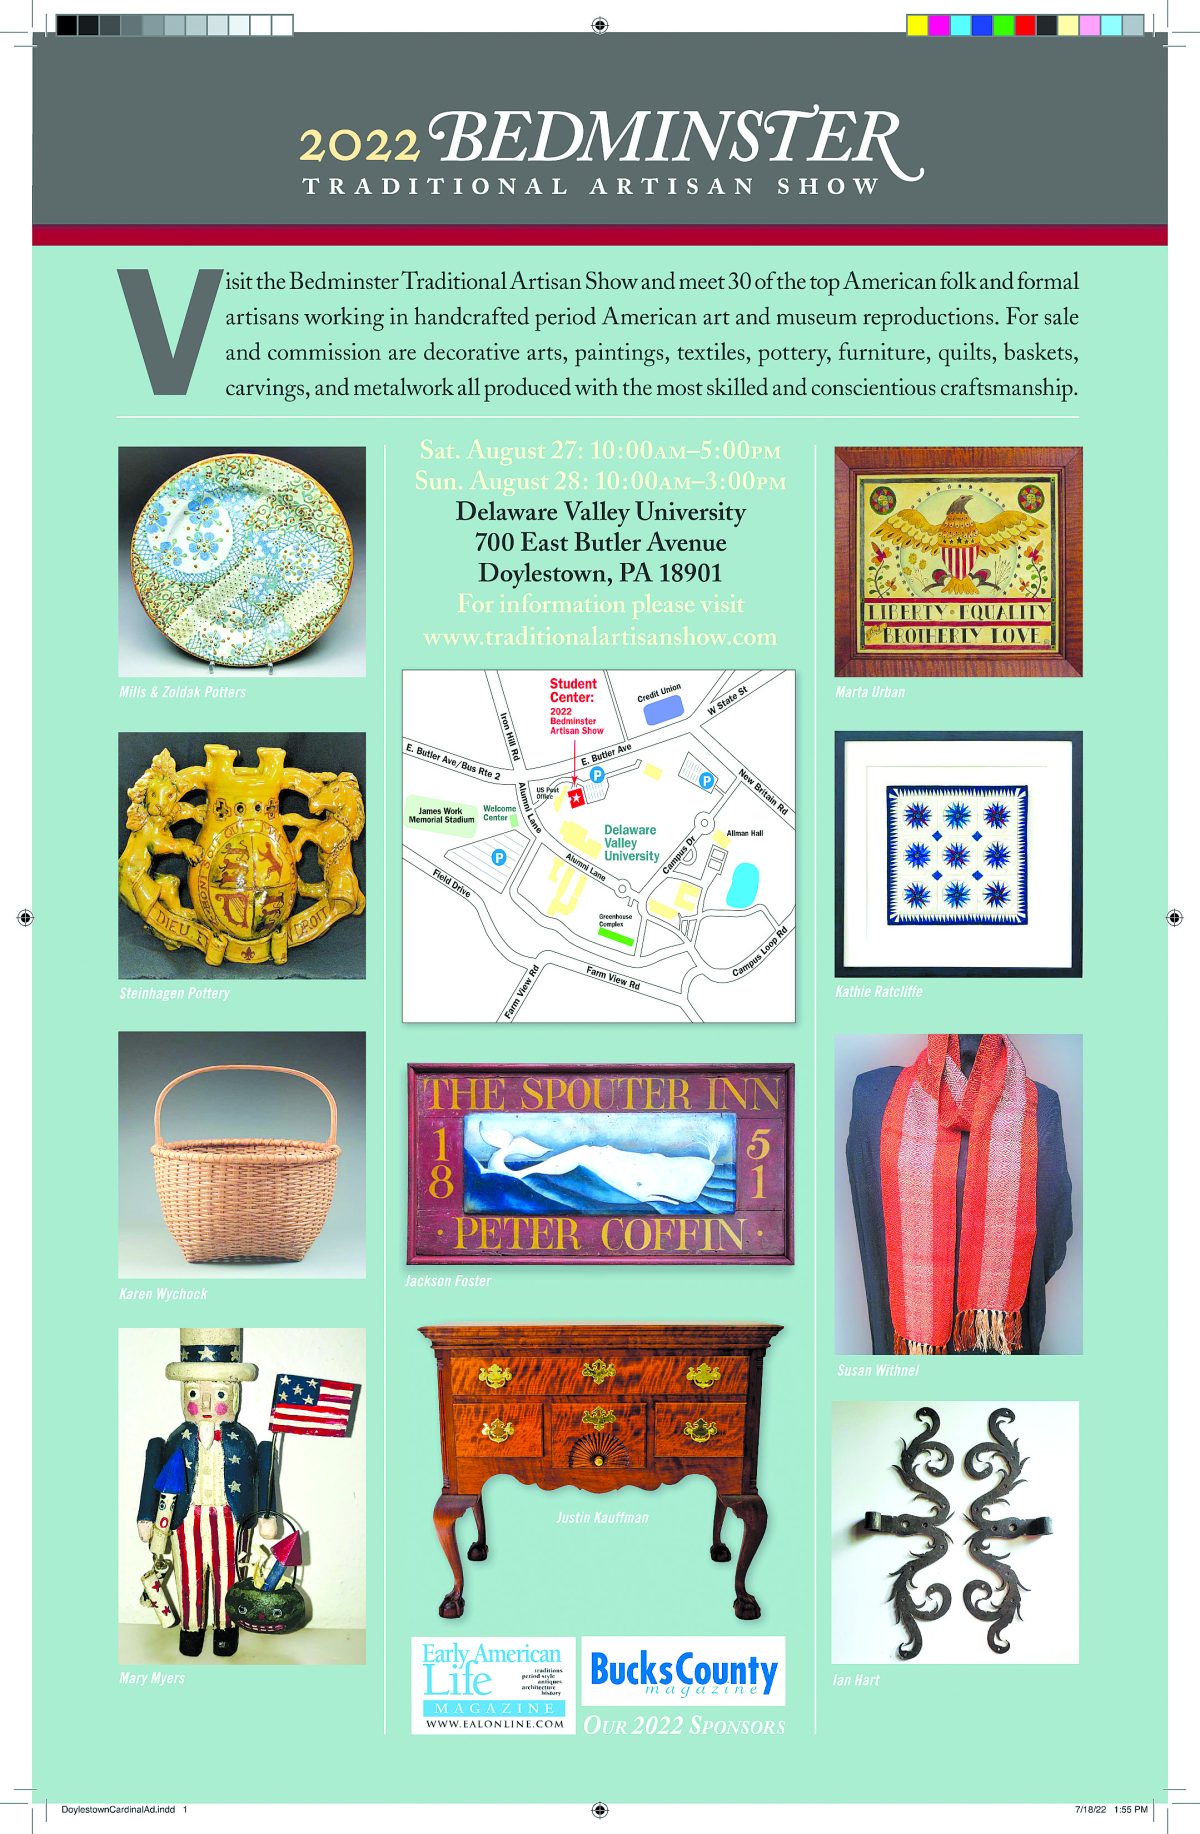 2022 BEDMINSTER
TRADITIONAL ARTISAN SHOW
Visit the Bedminster Traditional Artisan Show and meet 30 of the top American folk and formal
artisans working in handcrafted period American art and museum reproductions. For sale
and commission are decorative arts, paintings, textiles, pottery, furniture, quilts, baskets,
carvings, and metalwork all produced with the most skilled and conscientious craftsmanship.
Sat. August 27: 10:00AM–5:00PM
Sun. August 28: 10:00AM–3:00PM
Delaware Valley University
700 East Butler Avenue
Doylestown, PA 18901
For information please visit
www.traditionalartisanshow.com
Mills & Zoldak Potters
DIEU
DROIT
Steinhagen Pottery
Karen Wychock
Mary Myers
Student
Center:
2022
Bedminster
Artisan Show
Credit Union
W State St
Iron Hill Rd
E. Butler Ave/Bus Rte 2
E. Butler Ave
P
P
New Britain Rd
US Post
Office
Alumni Lane
James Work
Memorial Stadium
Welcome
Center
Delaware
Valley
University
Allman Hall
P
Alumni Lane
Campus Dr
Field Drive
Greenhouse
Complex
Campus Loop Rd
Farm View Rd
Farm View Rd
THE SPOUTER INN
18 51
· PETER COFFIN ·
Jackson Foster
Justin Kauffman
LIBERTY · EQUALITY
BROTHERLY LOVE
Marta Urban
Kathie Ratcliffe
Susan Withnel
Ian Hart
Early American
Life
traditions
period style
antiques
architecture
history
MAGAZINE
WWW.EALONLINE.COM
BucksCounty
magazine
OUR 2022 SPONSORS
DoylestownCardinalAd.indd 1
7/18/22 1:55 PM